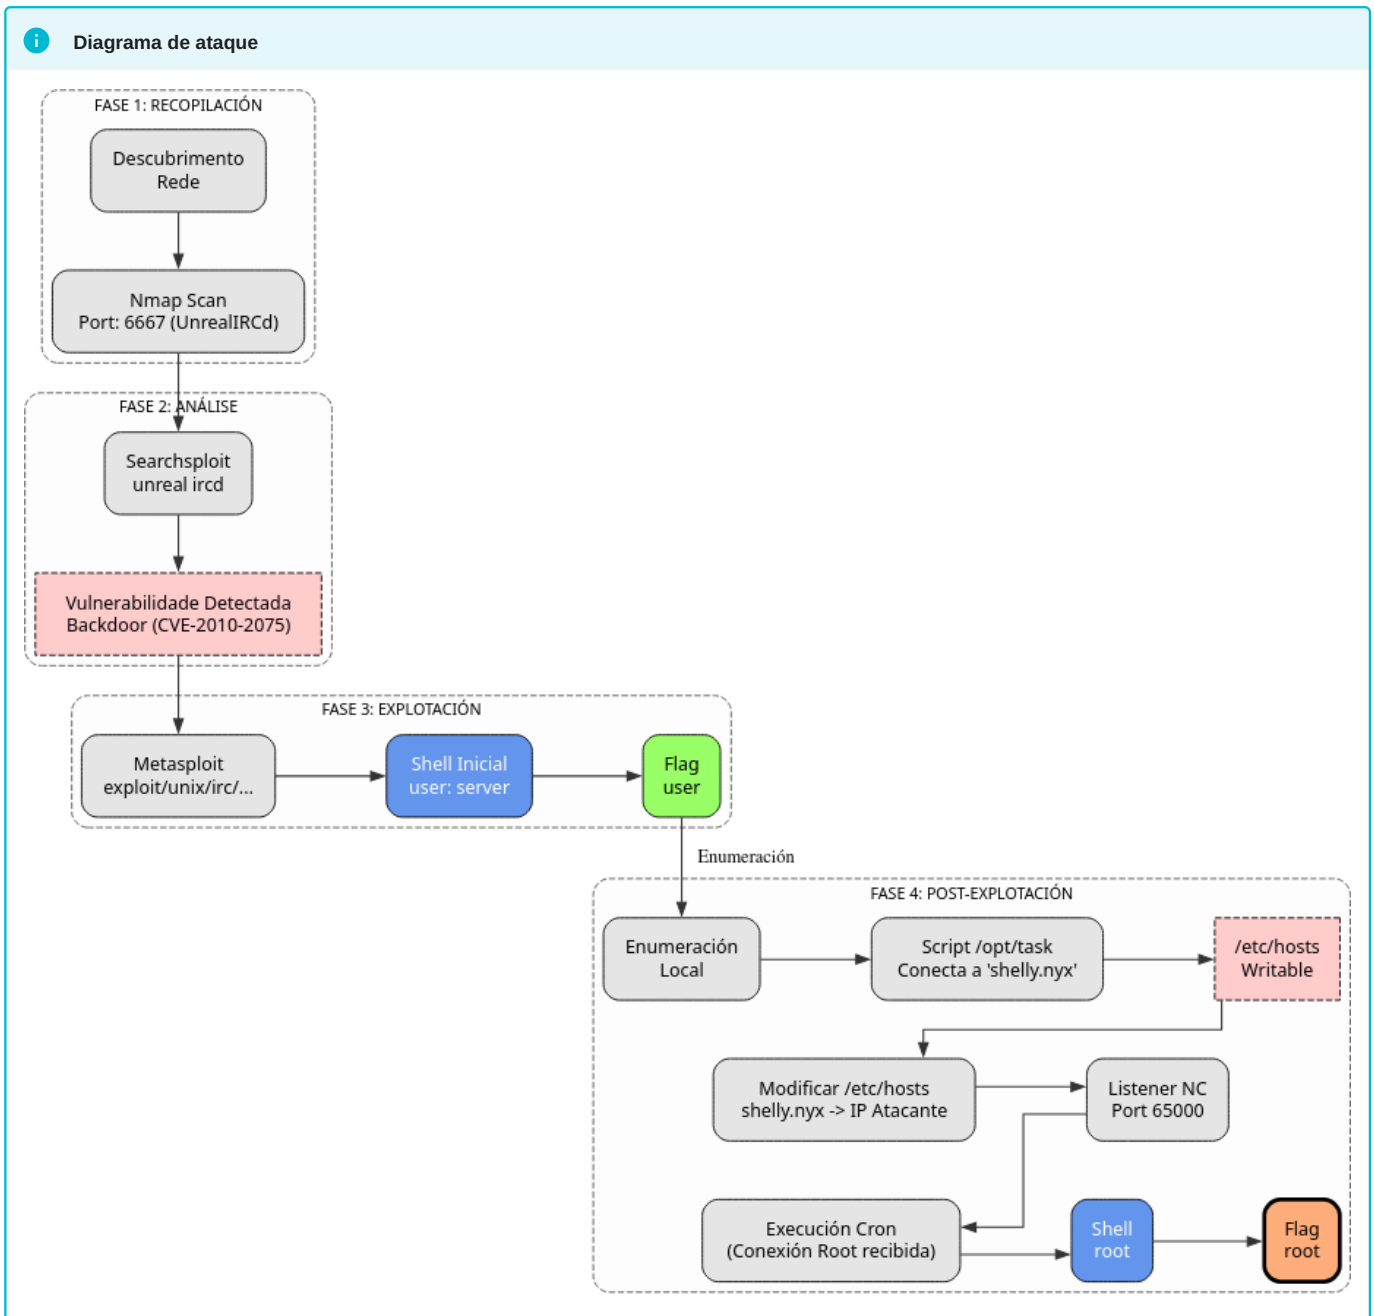 Diagrama de ataque
FASE 1: RECOPILACIÓN
Descubrimento
Rede
Nmap Scan
Port: 6667 (UnrealIRCd)
FASE 2: ANÁLISE
Searchsploit
unreal ircd
Vulnerabilidade Detectada
Backdoor (CVE-2010-2075)
FASE 3: EXPLOTACIÓN
Metasploit
exploit/unix/irc/...
Shell Inicial
user: server
Flag
user
Enumeración
FASE 4: POST-EXPLOTACIÓN
Enumeración
Local
Script /opt/task
Conecta a 'shelly.nyx'
/etc/hosts
Writable
Modificar /etc/hosts
shelly.nyx -> IP Atacante
Listener NC
Port 65000
Execución Cron
(Conexión Root recibida)
Shell
root
Flag
root